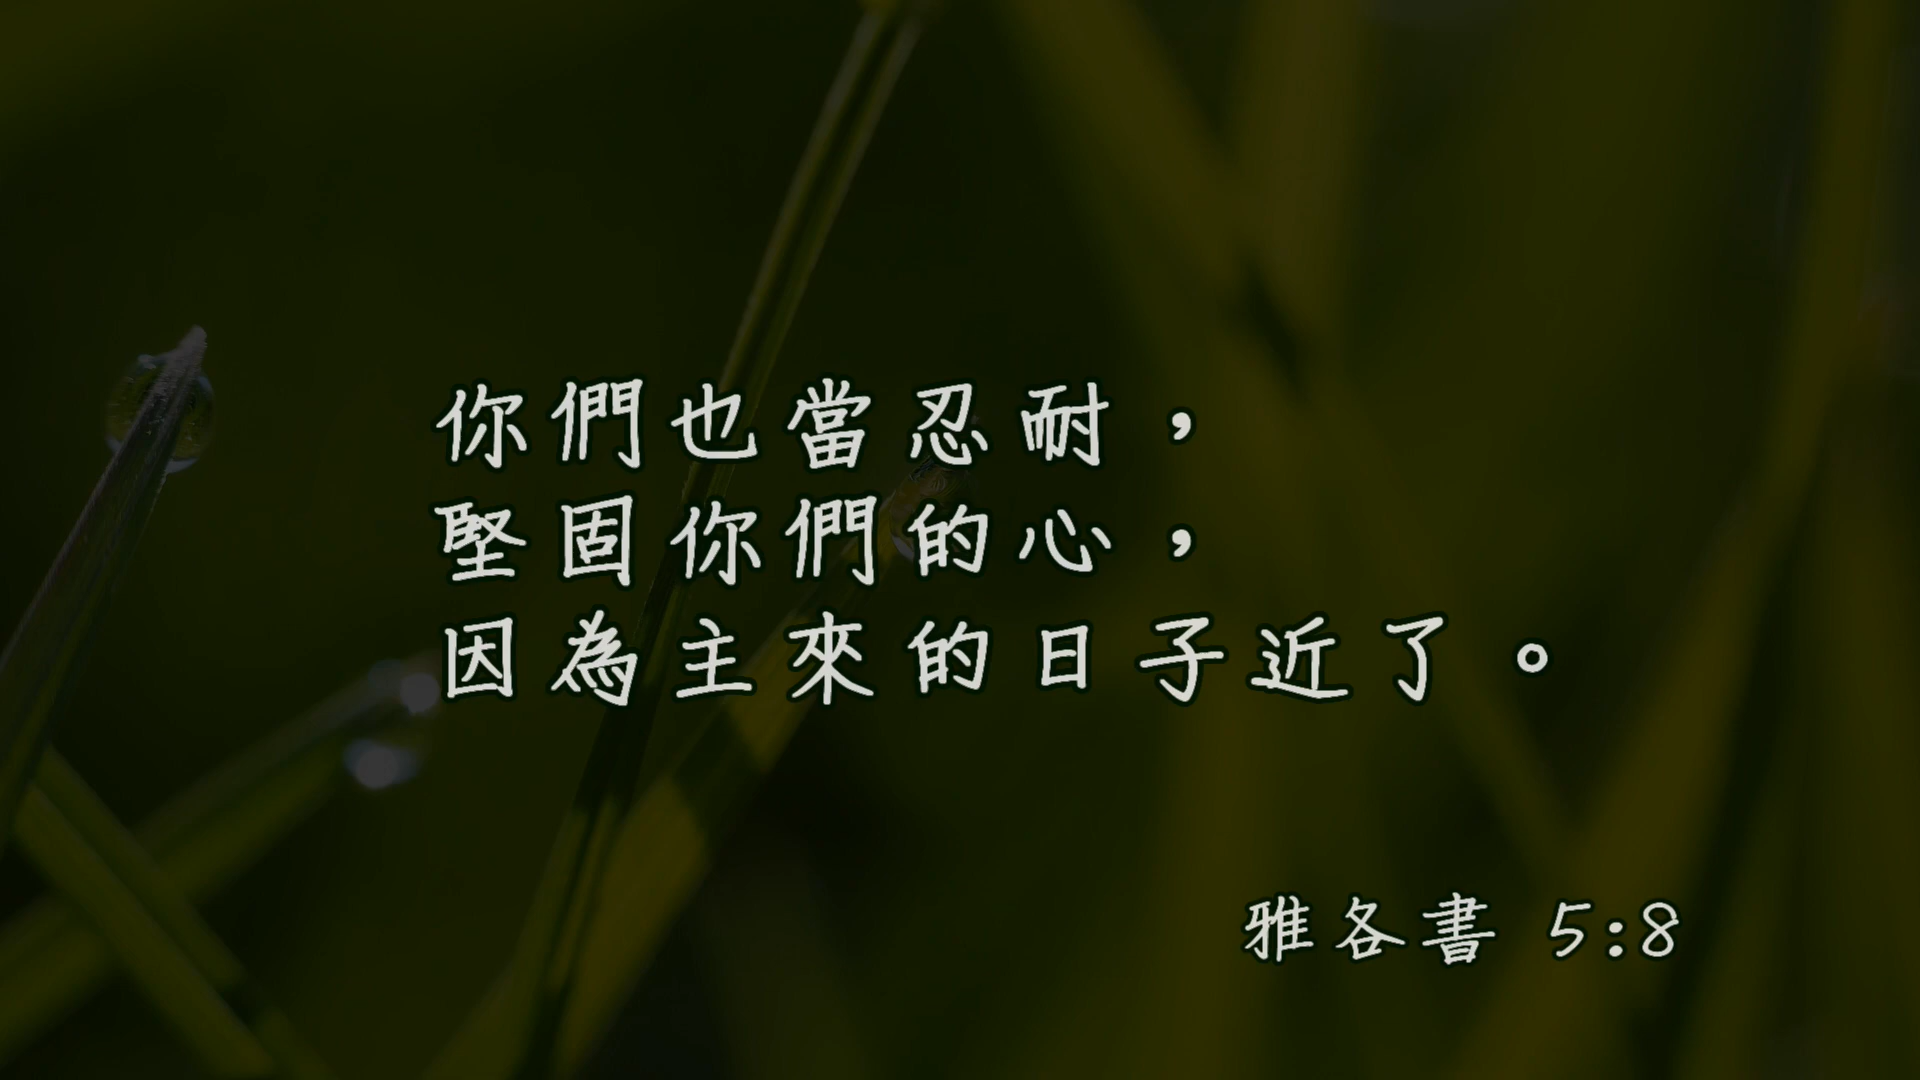 你們也當忍耐，
堅固你們的心，
因為主來的日子近了。
雅各書 5:8